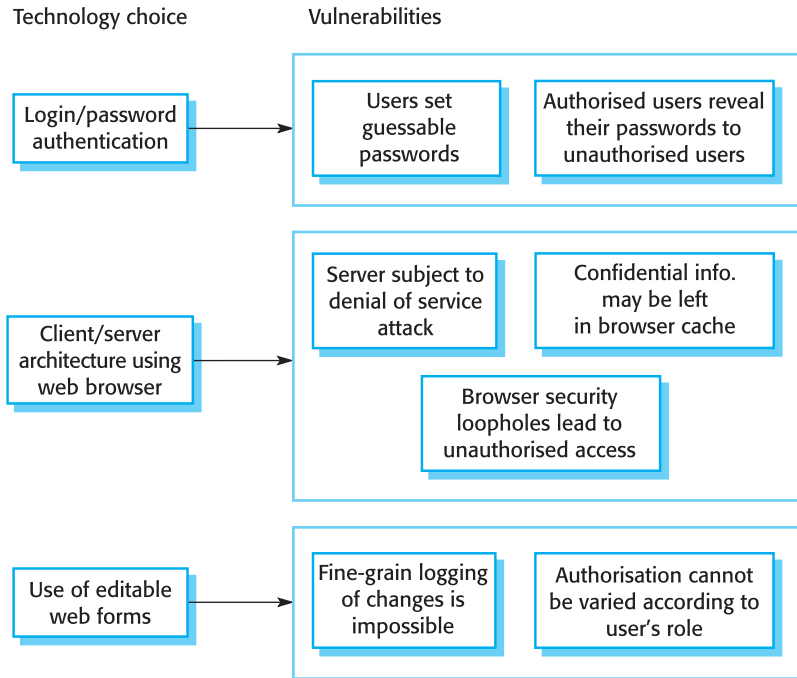 Technology choice
Vulnerabilities
Login/password
authentication
Users set
guessable
passwords
Authorised users reveal
their passwords to
unauthorised users
Client/server
architecture using
web browser
Server subject to
denial of service
attack
Confidential info.
may be left
in browser cache
Browser security
loopholes lead to
unauthorised access
Use of editable
web forms
Fine-grain logging
of changes is
impossible
Authorisation cannot
be varied according to
user's role